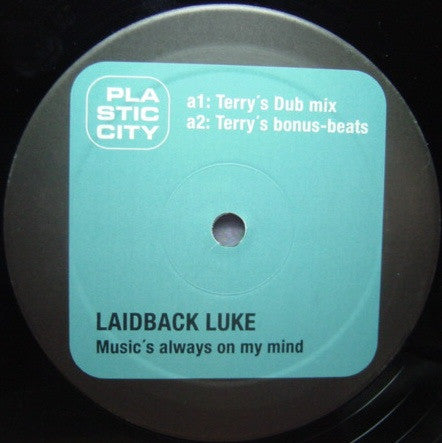 PLA
STIC
CITY
a1: Terry´s Dub mix
a2: Terry´s bonus-beats
LAIDBACK LUKE
Music´s always on my mind